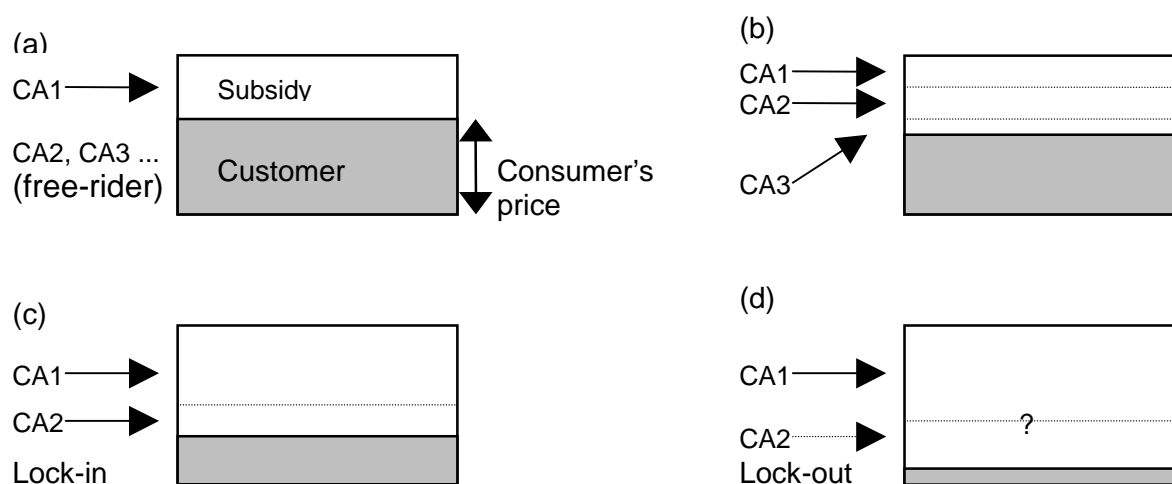 (a)
CA1
Subsidy
CA2, CA3 ...
(free-rider)
Customer
Consumer's
price
(b)
CA1
CA2
CA3
(c)
CA1
CA2
Lock-in
(d)
CA1
?
CA2
Lock-out